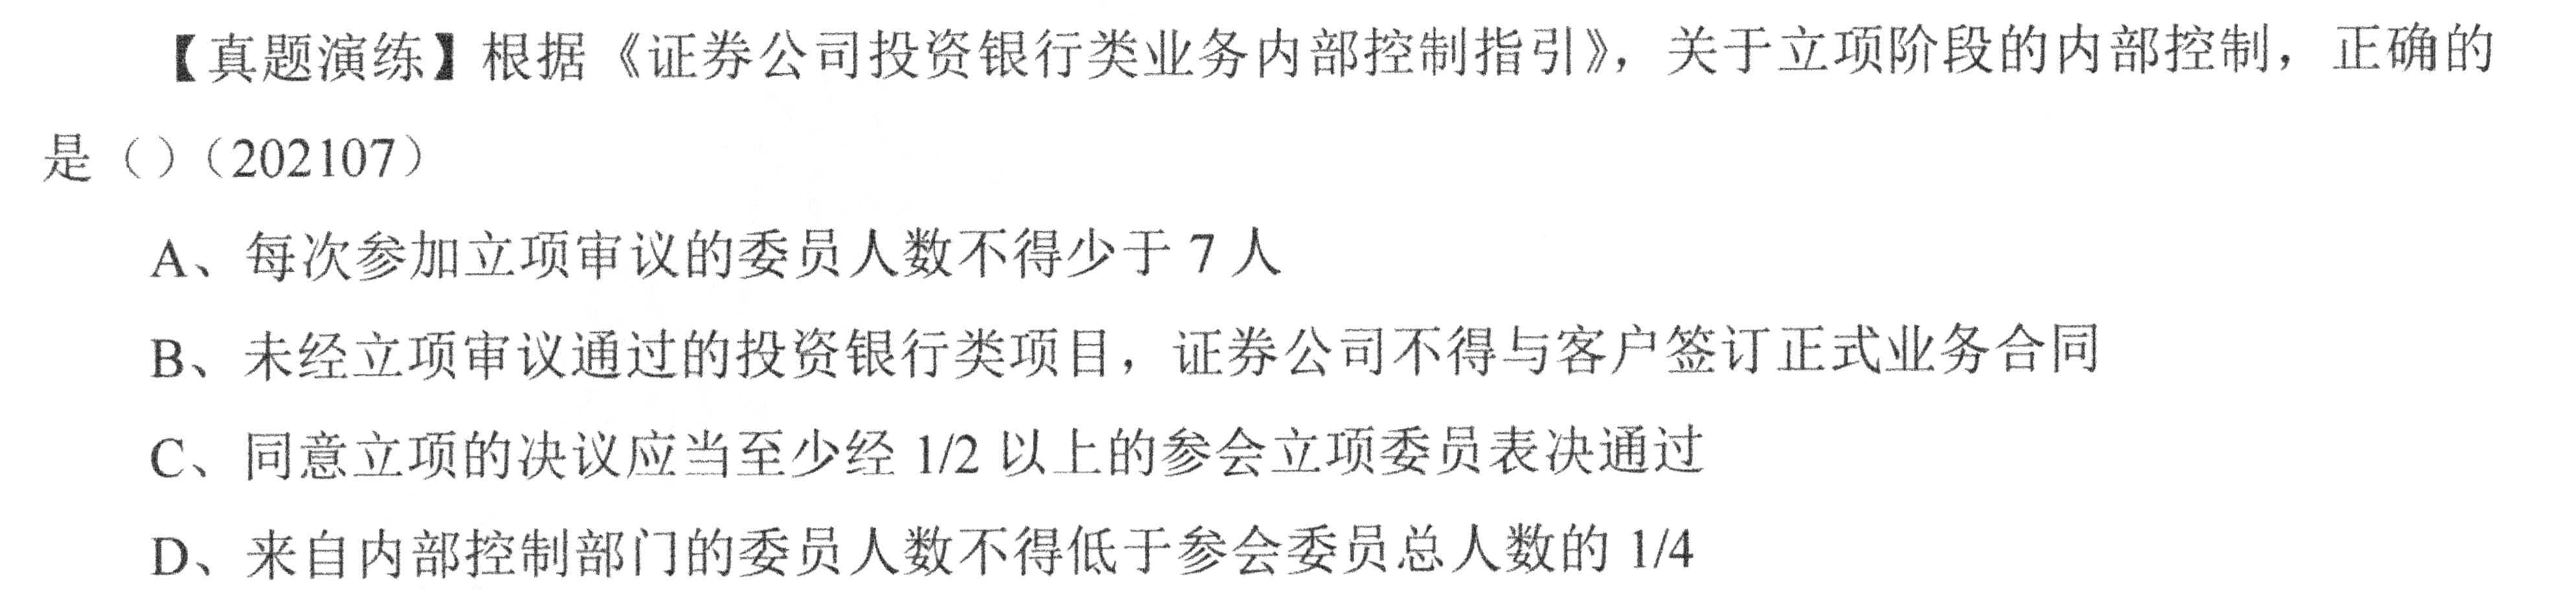 【真题演练】根据《证券公司投资银行类业务内部控制指引》，关于立项阶段的内部控制，正确的
是（）（202107）
A、每次参加立项审议的委员人数不得少于 7 人
B、未经立项审议通过的投资银行类项目，证券公司不得与客户签订正式业务合同
C、同意立项的决议应当至少经 1/2 以上的参会立项委员表决通过
D、来自内部控制部门的委员人数不得低于参会委员总人数的 1/4